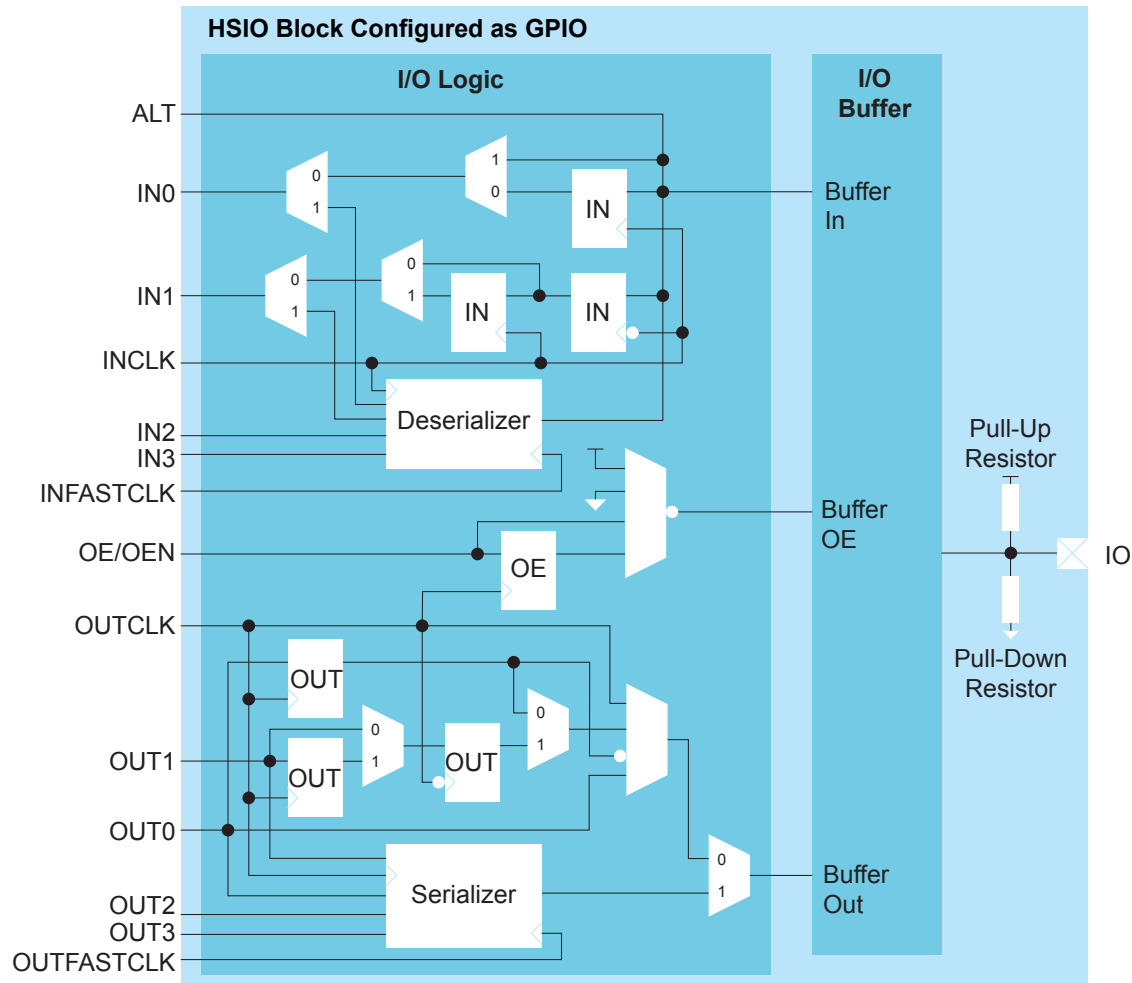 HSIO Block Configured as GPIO
I/O Logic
I/O
Buffer
ALT
IN0
0
1
1
0
IN
Buffer
In
IN1
0
1
0
1
IN
IN
INCLK
Deserializer
IN2
IN3
INFASTCLK
Pull-Up
Resistor
Buffer
OE
OE/OEN
OE
IO
OUTCLK
OUT
Pull-Down
Resistor
OUT1
OUT
0
1
OUT
0
1
OUT0
Serializer
0
1
Buffer
Out
OUT2
OUT3
OUTFASTCLK